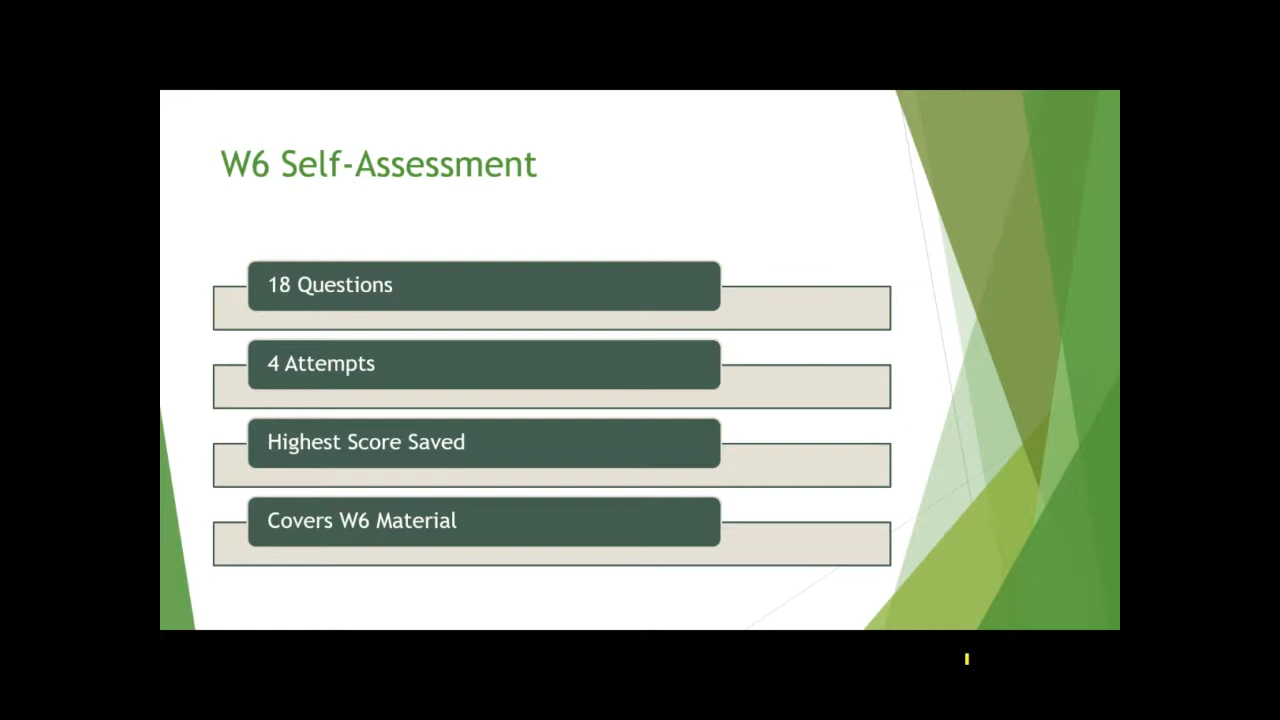 W6 Self-Assessment
18 Questions
4 Attempts
Highest Score Saved
Covers W6 Material